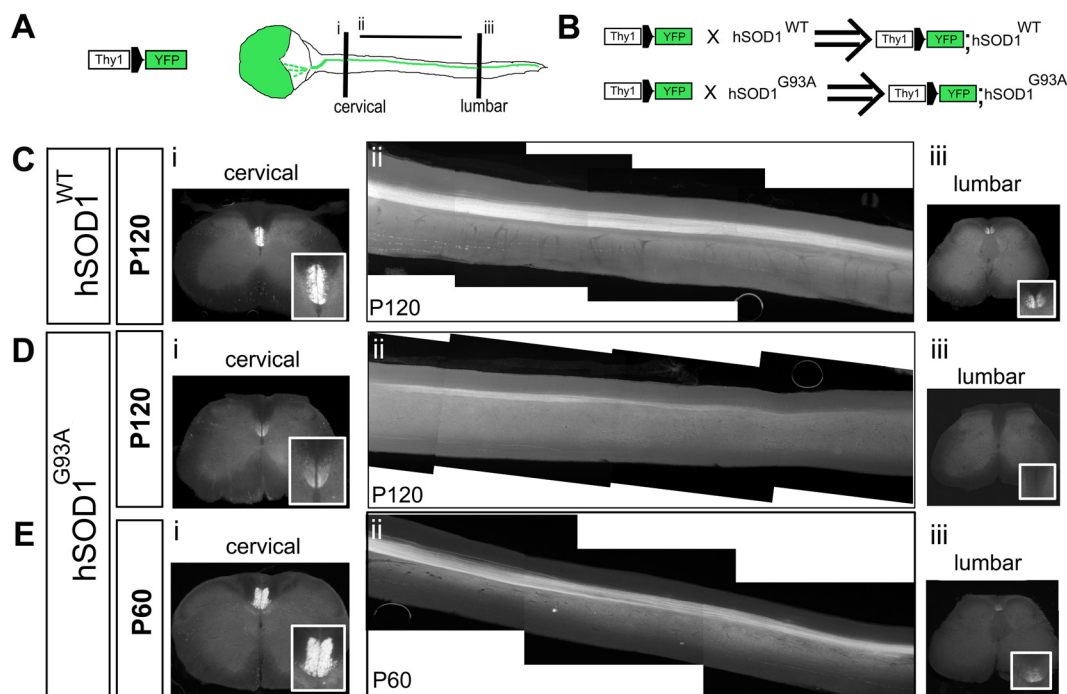 A
Thy1 YFP
i
ii
iii
cervical
lumbar
B
Thy1 YFP X hSOD1 WT Thy1 YFP ;hSOD1 WT
Thy1 YFP X hSOD1 G93A Thy1 YFP ;hSOD1 G93A
C
hSOD1 WT
P120
i
cervical
ii
P120
iii
lumbar
D
hSOD1 G93A
P120
i
cervical
ii
P120
iii
lumbar
E
P60
i
cervical
ii
P60
iii
lumbar